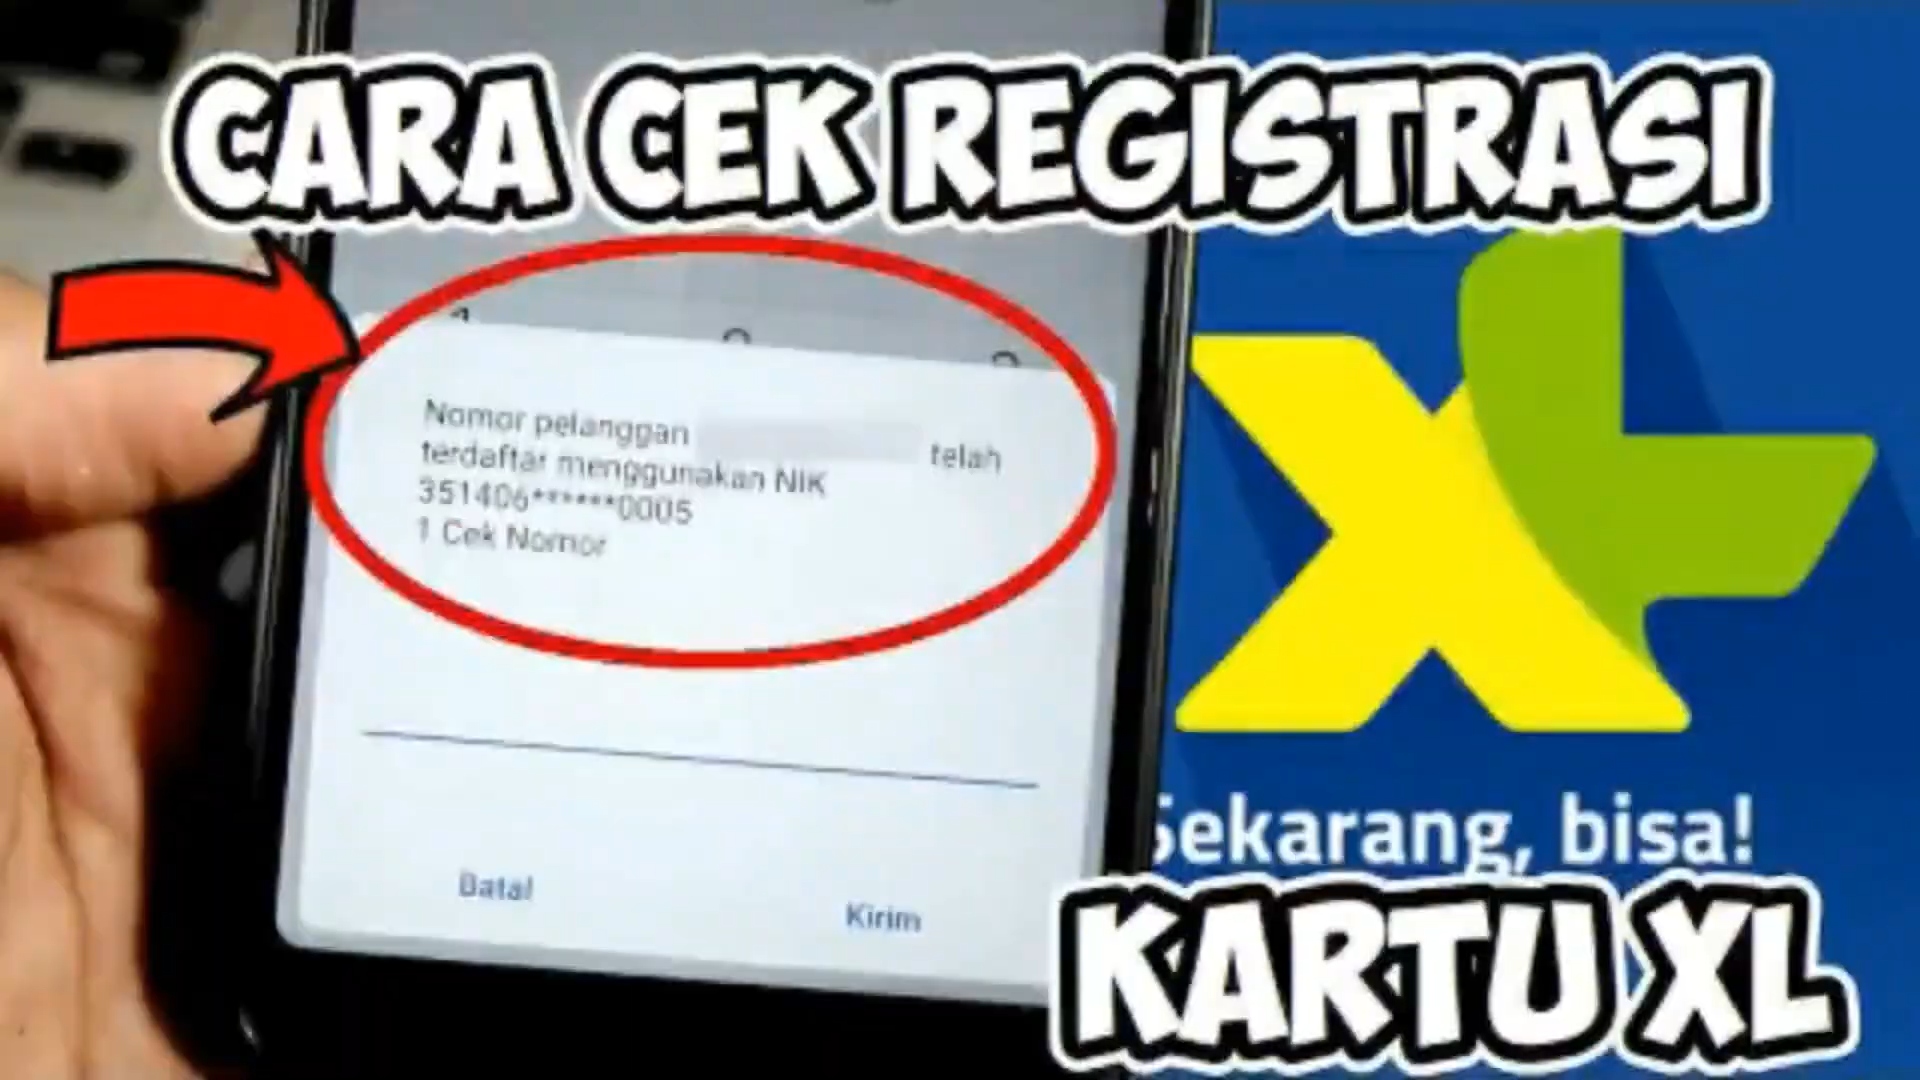 CARA CEK REGISTRASI
Nomor pelanggan telah
terdaftar menggunakan NIK
351406******0005
1 Cek Nomor
Batal
Kirim
XL
Sekarang, bisa!
KARTU XL